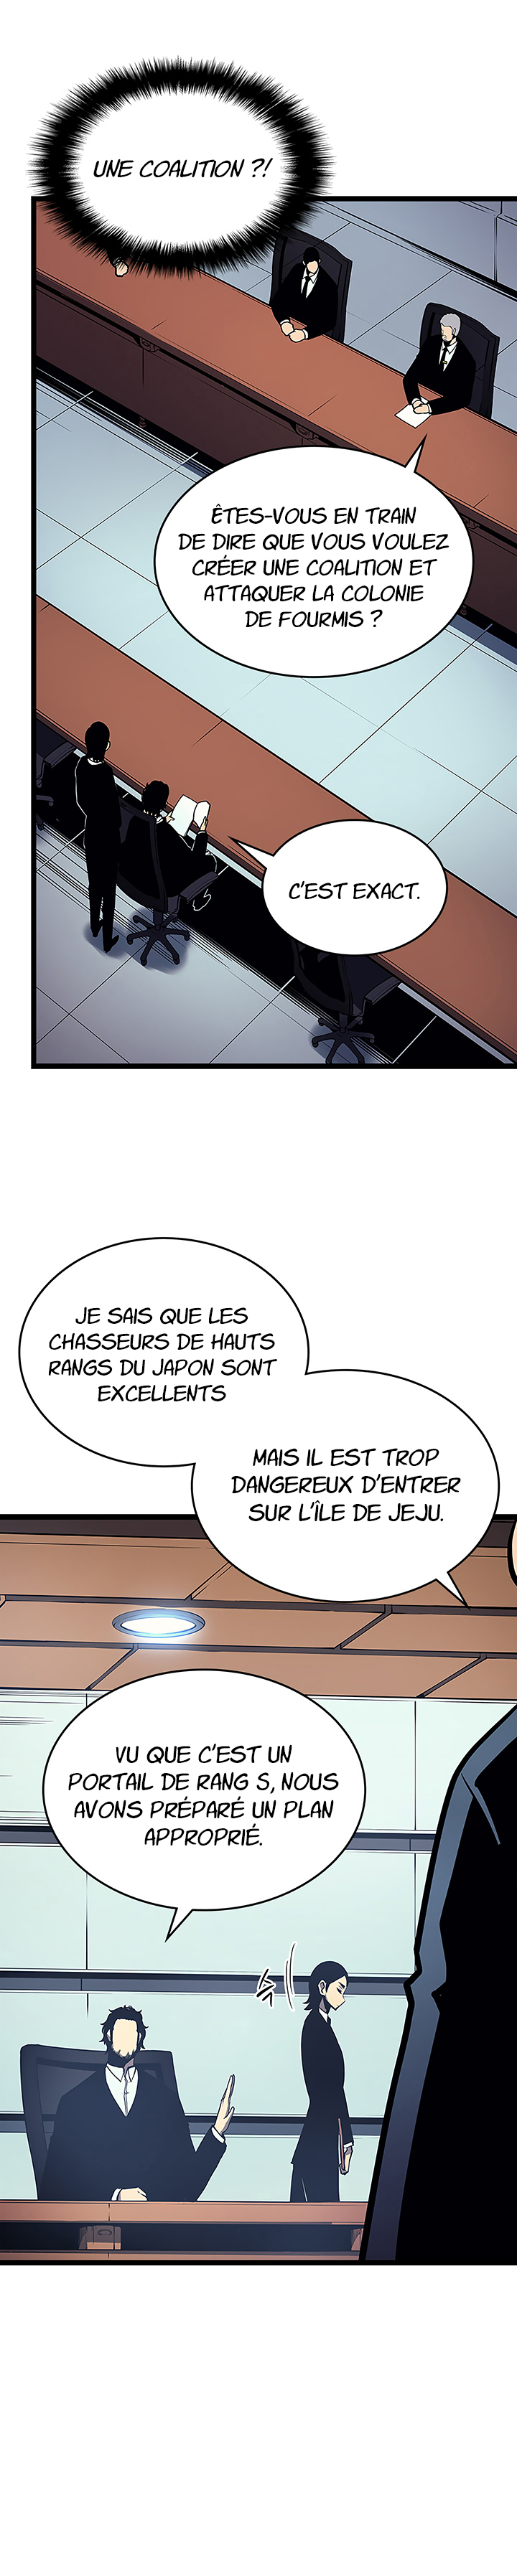 UNE COALITION ?!
ÊTES-VOUS EN TRAIN
DE DIRE QUE VOUS VOULEZ
CRÉER UNE COALITION ET
ATTAQUER LA COLONIE
DE FOURMIS ?
C'EST EXACT.
JE SAIS QUE LES
CHASSEURS DE HAUTS
RANGS DU JAPON SONT
EXCELLENTS
MAIS IL EST TROP
DANGEREUX D'ENTRER
SUR L'ÎLE DE JEJU.
VU QUE C'EST UN
PORTAIL DE RANG S, NOUS
AVONS PRÉPARÉ UN PLAN
APPROPRIÉ.